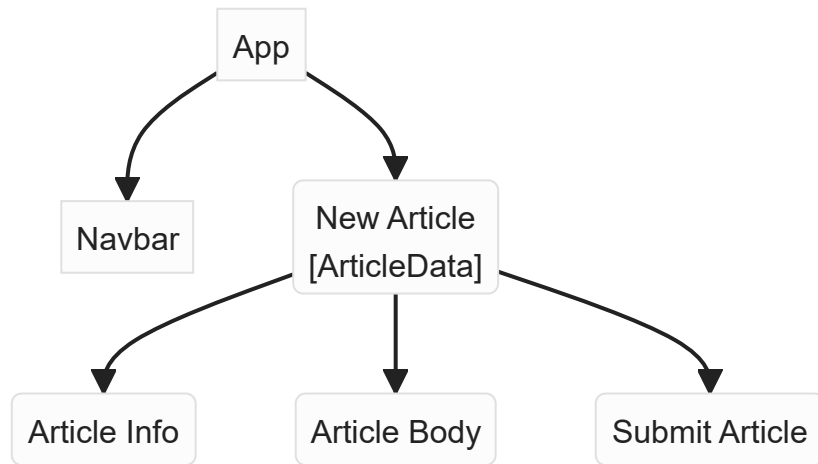 App
Navbar
New Article
[ArticleData]
Article Info
Article Body
Submit Article